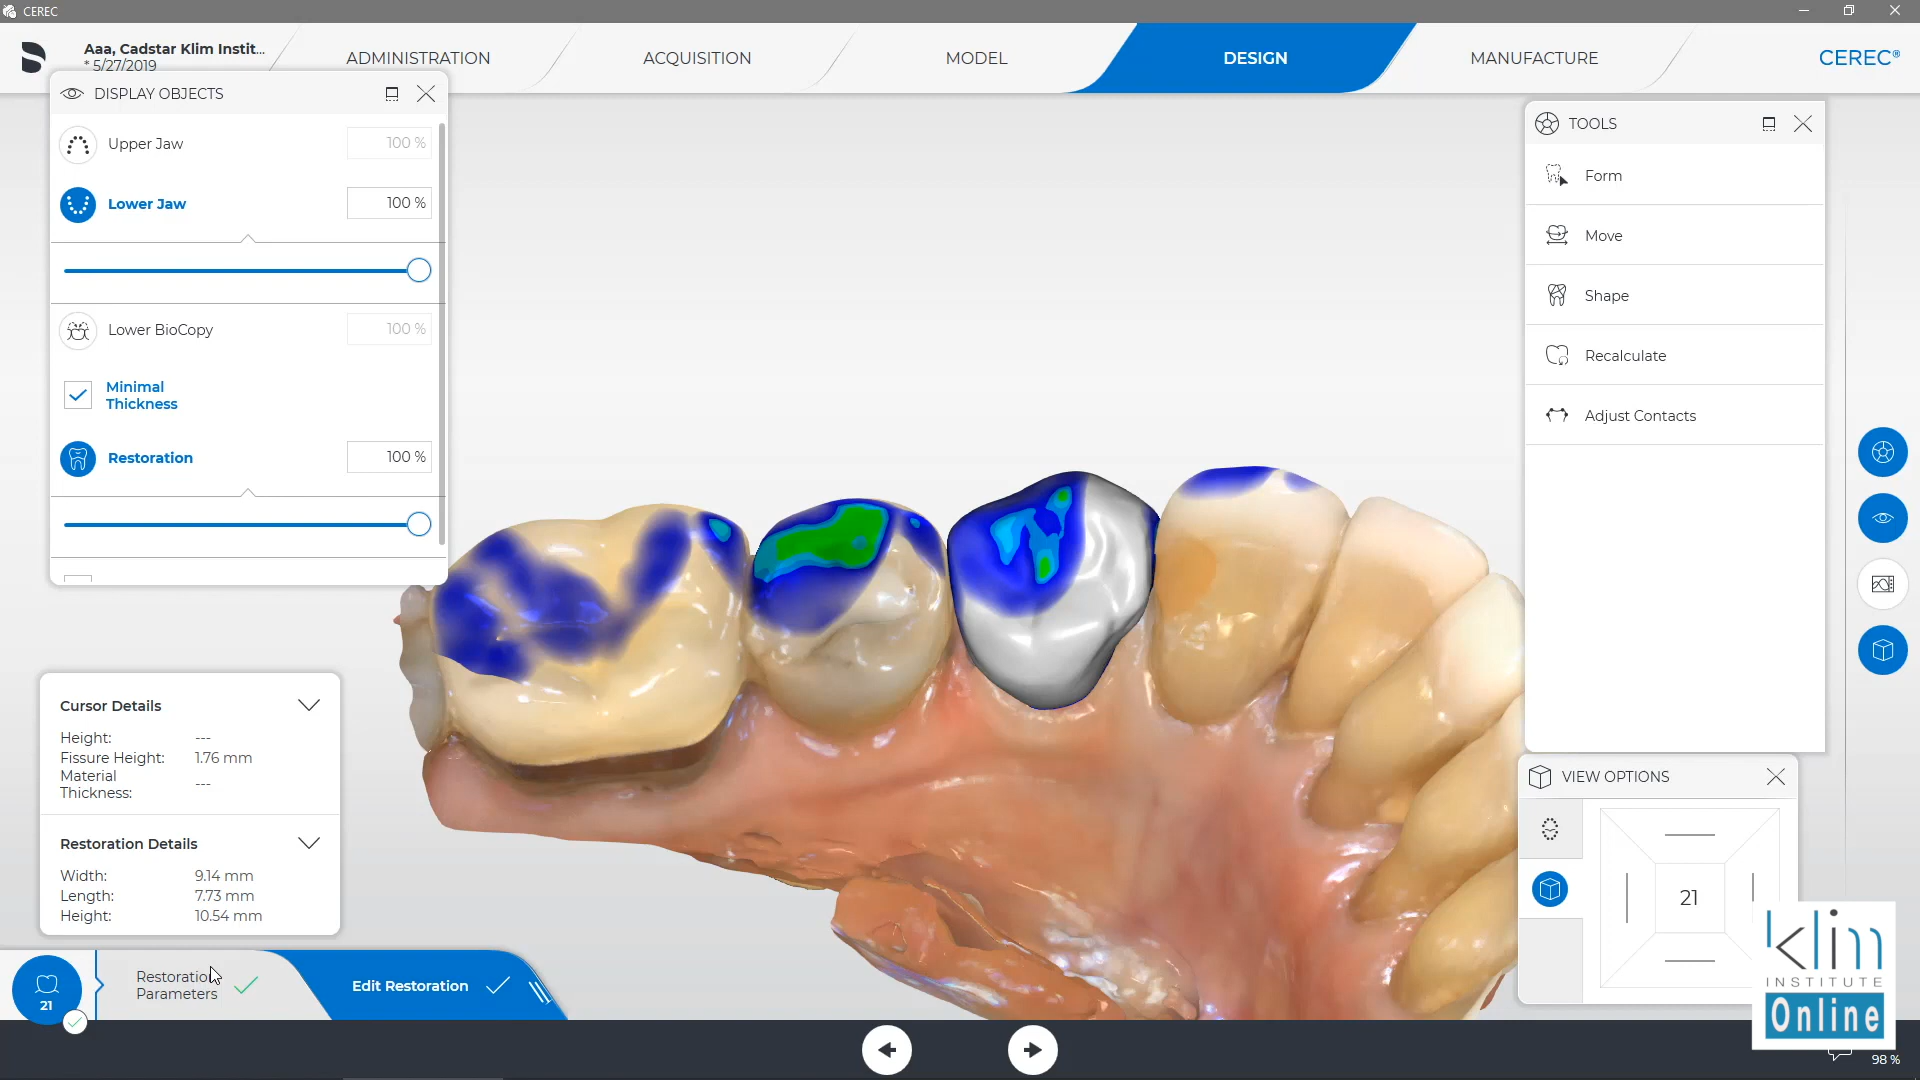 CEREC
Aaa, Cadstar Klim Instit...
* 5/27/2019
ADMINISTRATION
ACQUISITION
MODEL
DESIGN
MANUFACTURE
CEREC®
DISPLAY OBJECTS
Upper Jaw
100 %
Lower Jaw
100 %
Lower BioCopy
100 %
Minimal
Thickness
Restoration
100 %
TOOLS
Form
Move
Shape
Recalculate
Adjust Contacts
Cursor Details
Height: ---
Fissure Height: 1.76 mm
Material
Thickness: ---
Restoration Details
Width: 9.14 mm
Length: 7.73 mm
Height: 10.54 mm
VIEW OPTIONS
21
21
Restoration
Parameters
Edit Restoration
klim
INSTITUTE
Online
98 %